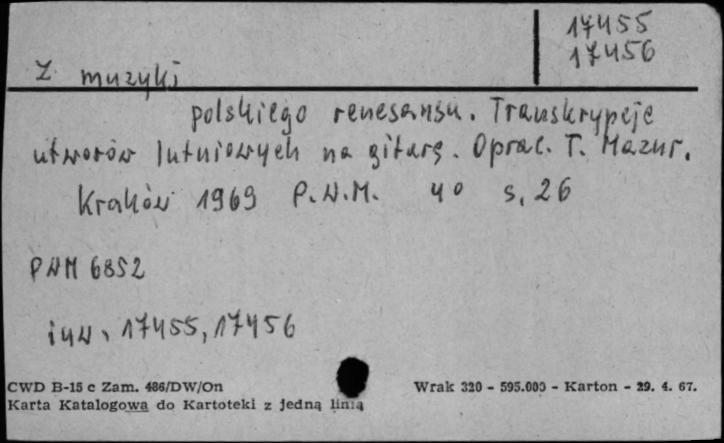 17455
17456
Z muzyki
polskiego renesansu. Transkrypcje
utworów lutniowych na gitarę. Oprac. T. Mazur.
Kraków 1969 P.W.M. 4° s. 26
PWM 6852
inw. 17455, 17456
CWD B-15 c Zam. 486/DW/On
Wrak 320 - 595.000 - Karton - 29. 4. 67.
Karta Katalogowa do Kartoteki z jedną linią